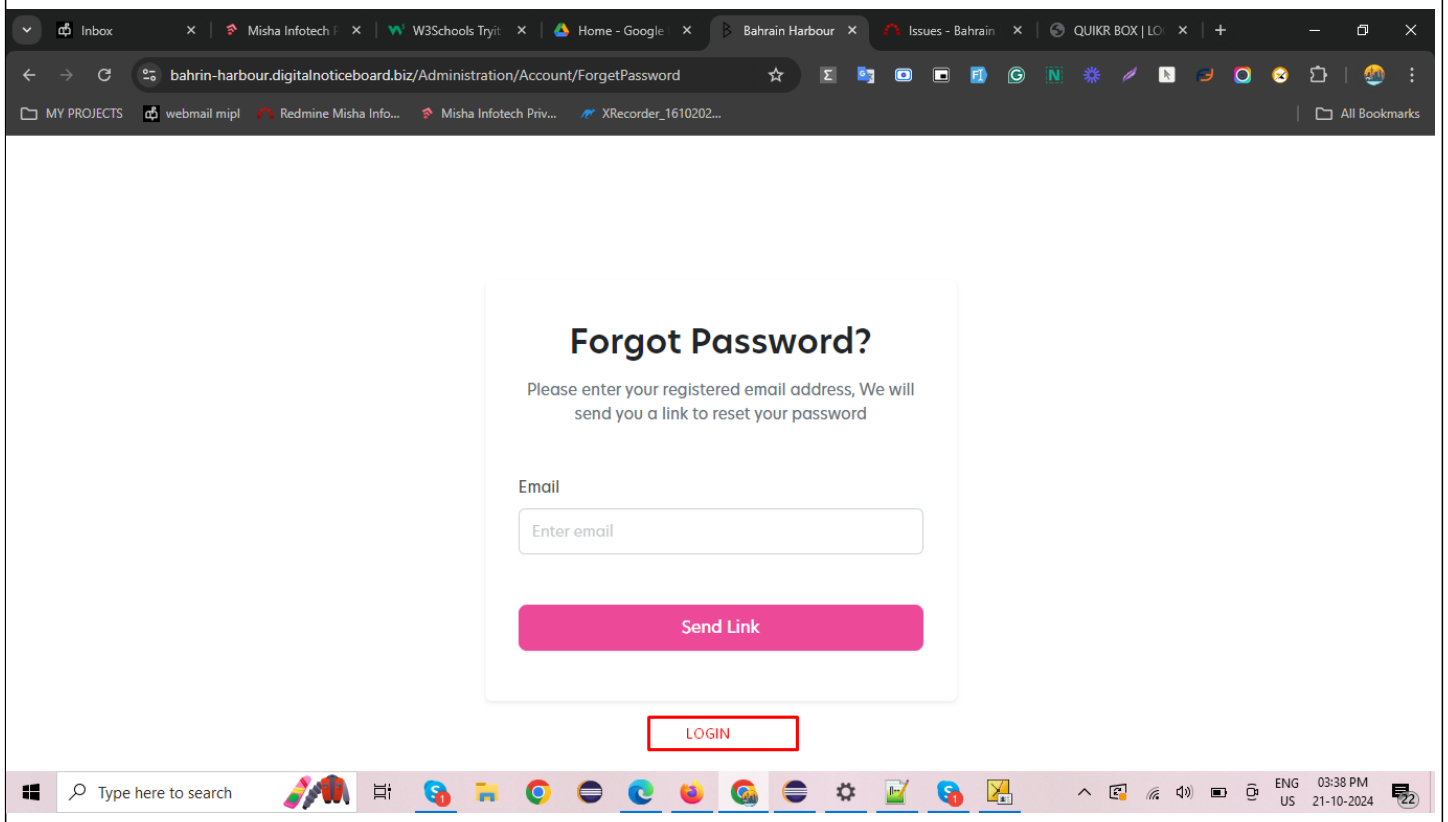 Inbox
Misha Infotech P
W3Schools Tryit
Home - Google
Bahrain Harbour
Issues - Bahrain
QUIKR BOX | LO
bahrin-harbour.digitalnoticeboard.biz/Administration/Account/ForgetPassword
MY PROJECTS
webmail mipl
Redmine Misha Info...
Misha Infotech Priv...
XRecorder_1610202...
All Bookmarks
Forgot Password?
Please enter your registered email address, We will
send you a link to reset your password
Email
Enter email
Send Link
LOGIN
Type here to search
ENG
US
03:38 PM
21-10-2024
22